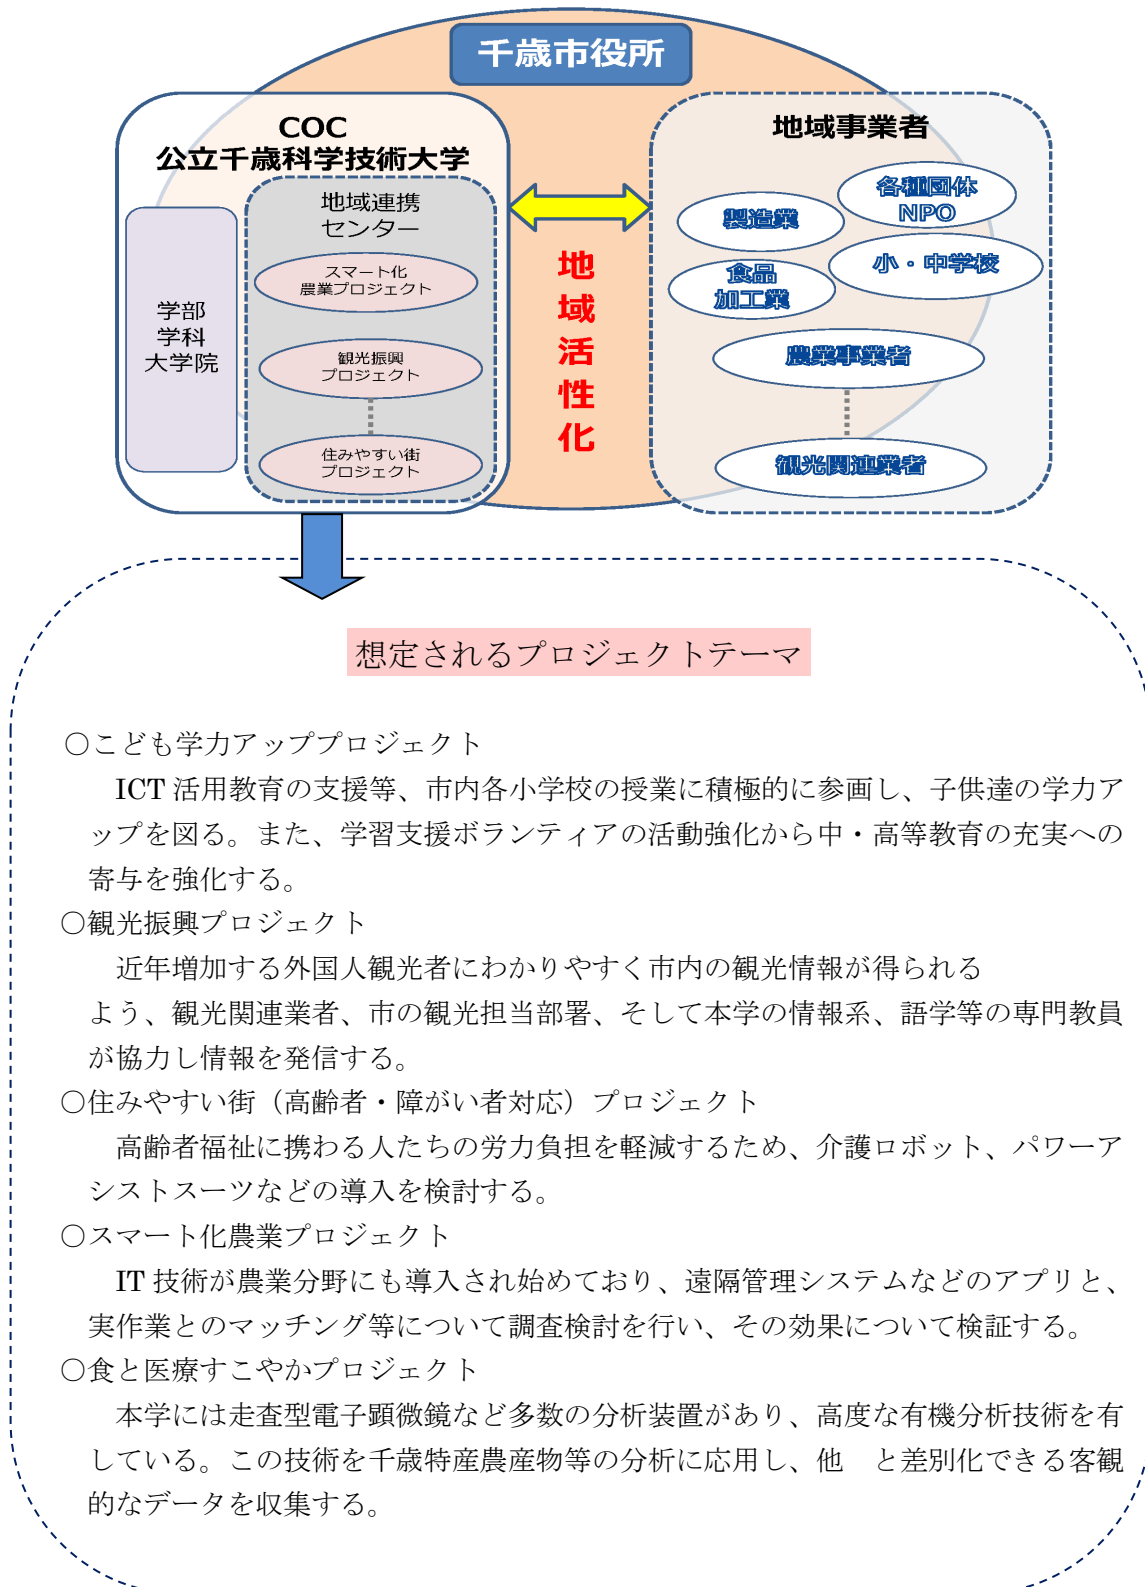 千歳市役所
COC
公立千歳科学技術大学
地域連携
センター
スマート化
農業プロジェクト
観光振興
プロジェクト
住みやすい街
プロジェクト
学部
学科
大学院
地域活性化
地域事業者
各種団体
NPO
製造業
小・中学校
食品
加工業
農業事業者
観光関連業者
想定されるプロジェクトテーマ
○こども学力アッププロジェクト
ICT 活用教育の支援等、市内各小学校の授業に積極的に参画し、子供達の学力ア
ップを図る。また、学習支援ボランティアの活動強化から中・高等教育の充実への
寄与を強化する。
○観光振興プロジェクト
近年増加する外国人観光者にわかりやすく市内の観光情報が得られる
よう、観光関連業者、市の観光担当部署、そして本学の情報系、語学等の専門教員
が協力し情報を発信する。
○住みやすい街（高齢者・障がい者対応）プロジェクト
高齢者福祉に携わる人たちの労力負担を軽減するため、介護ロボット、パワーア
シストスーツなどの導入を検討する。
○スマート化農業プロジェクト
IT 技術が農業分野にも導入され始めており、遠隔管理システムなどのアプリと、
実作業とのマッチング等について調査検討を行い、その効果について検証する。
○食と医療すこやかプロジェクト
本学には走査型電子顕微鏡など多数の分析装置があり、高度な有機分析技術を有
している。この技術を千歳特産農産物等の分析に応用し、他　と差別化できる客観
的なデータを収集する。